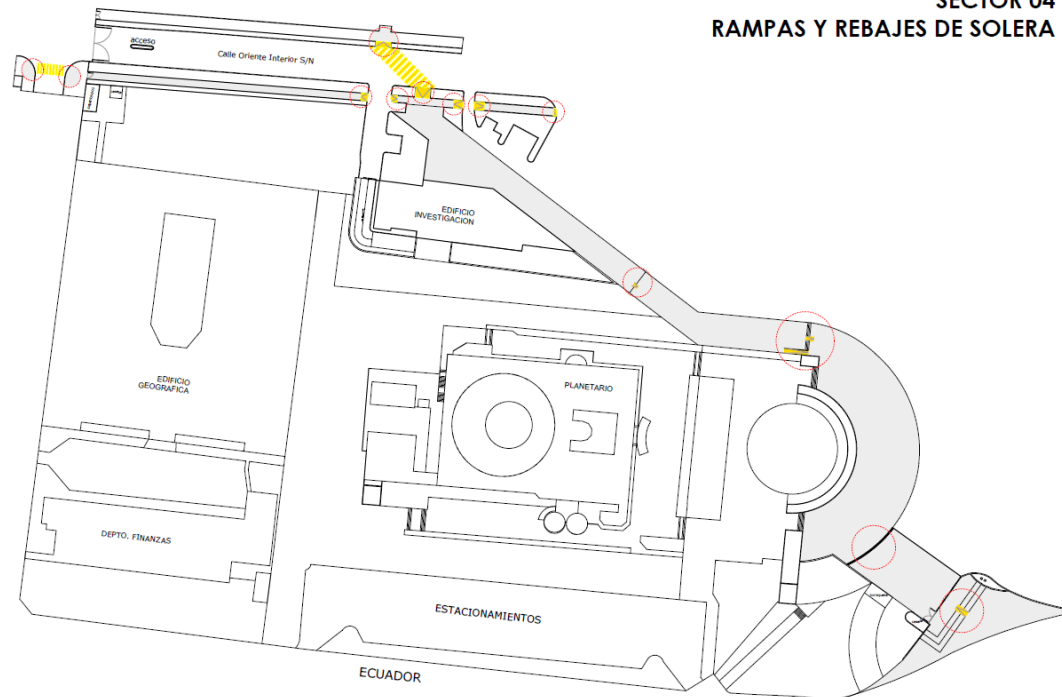 SECTOR 04
RAMPAS Y REBAJES DE SOLERA
acceso
Calle Oriente Interior S/N
EDIFICIO
INVESTIGACION
EDIFICIO
GEOGRAFICA
PLANETARIO
DEPTO. FINANZAS
ESTACIONAMIENTOS
ECUADOR